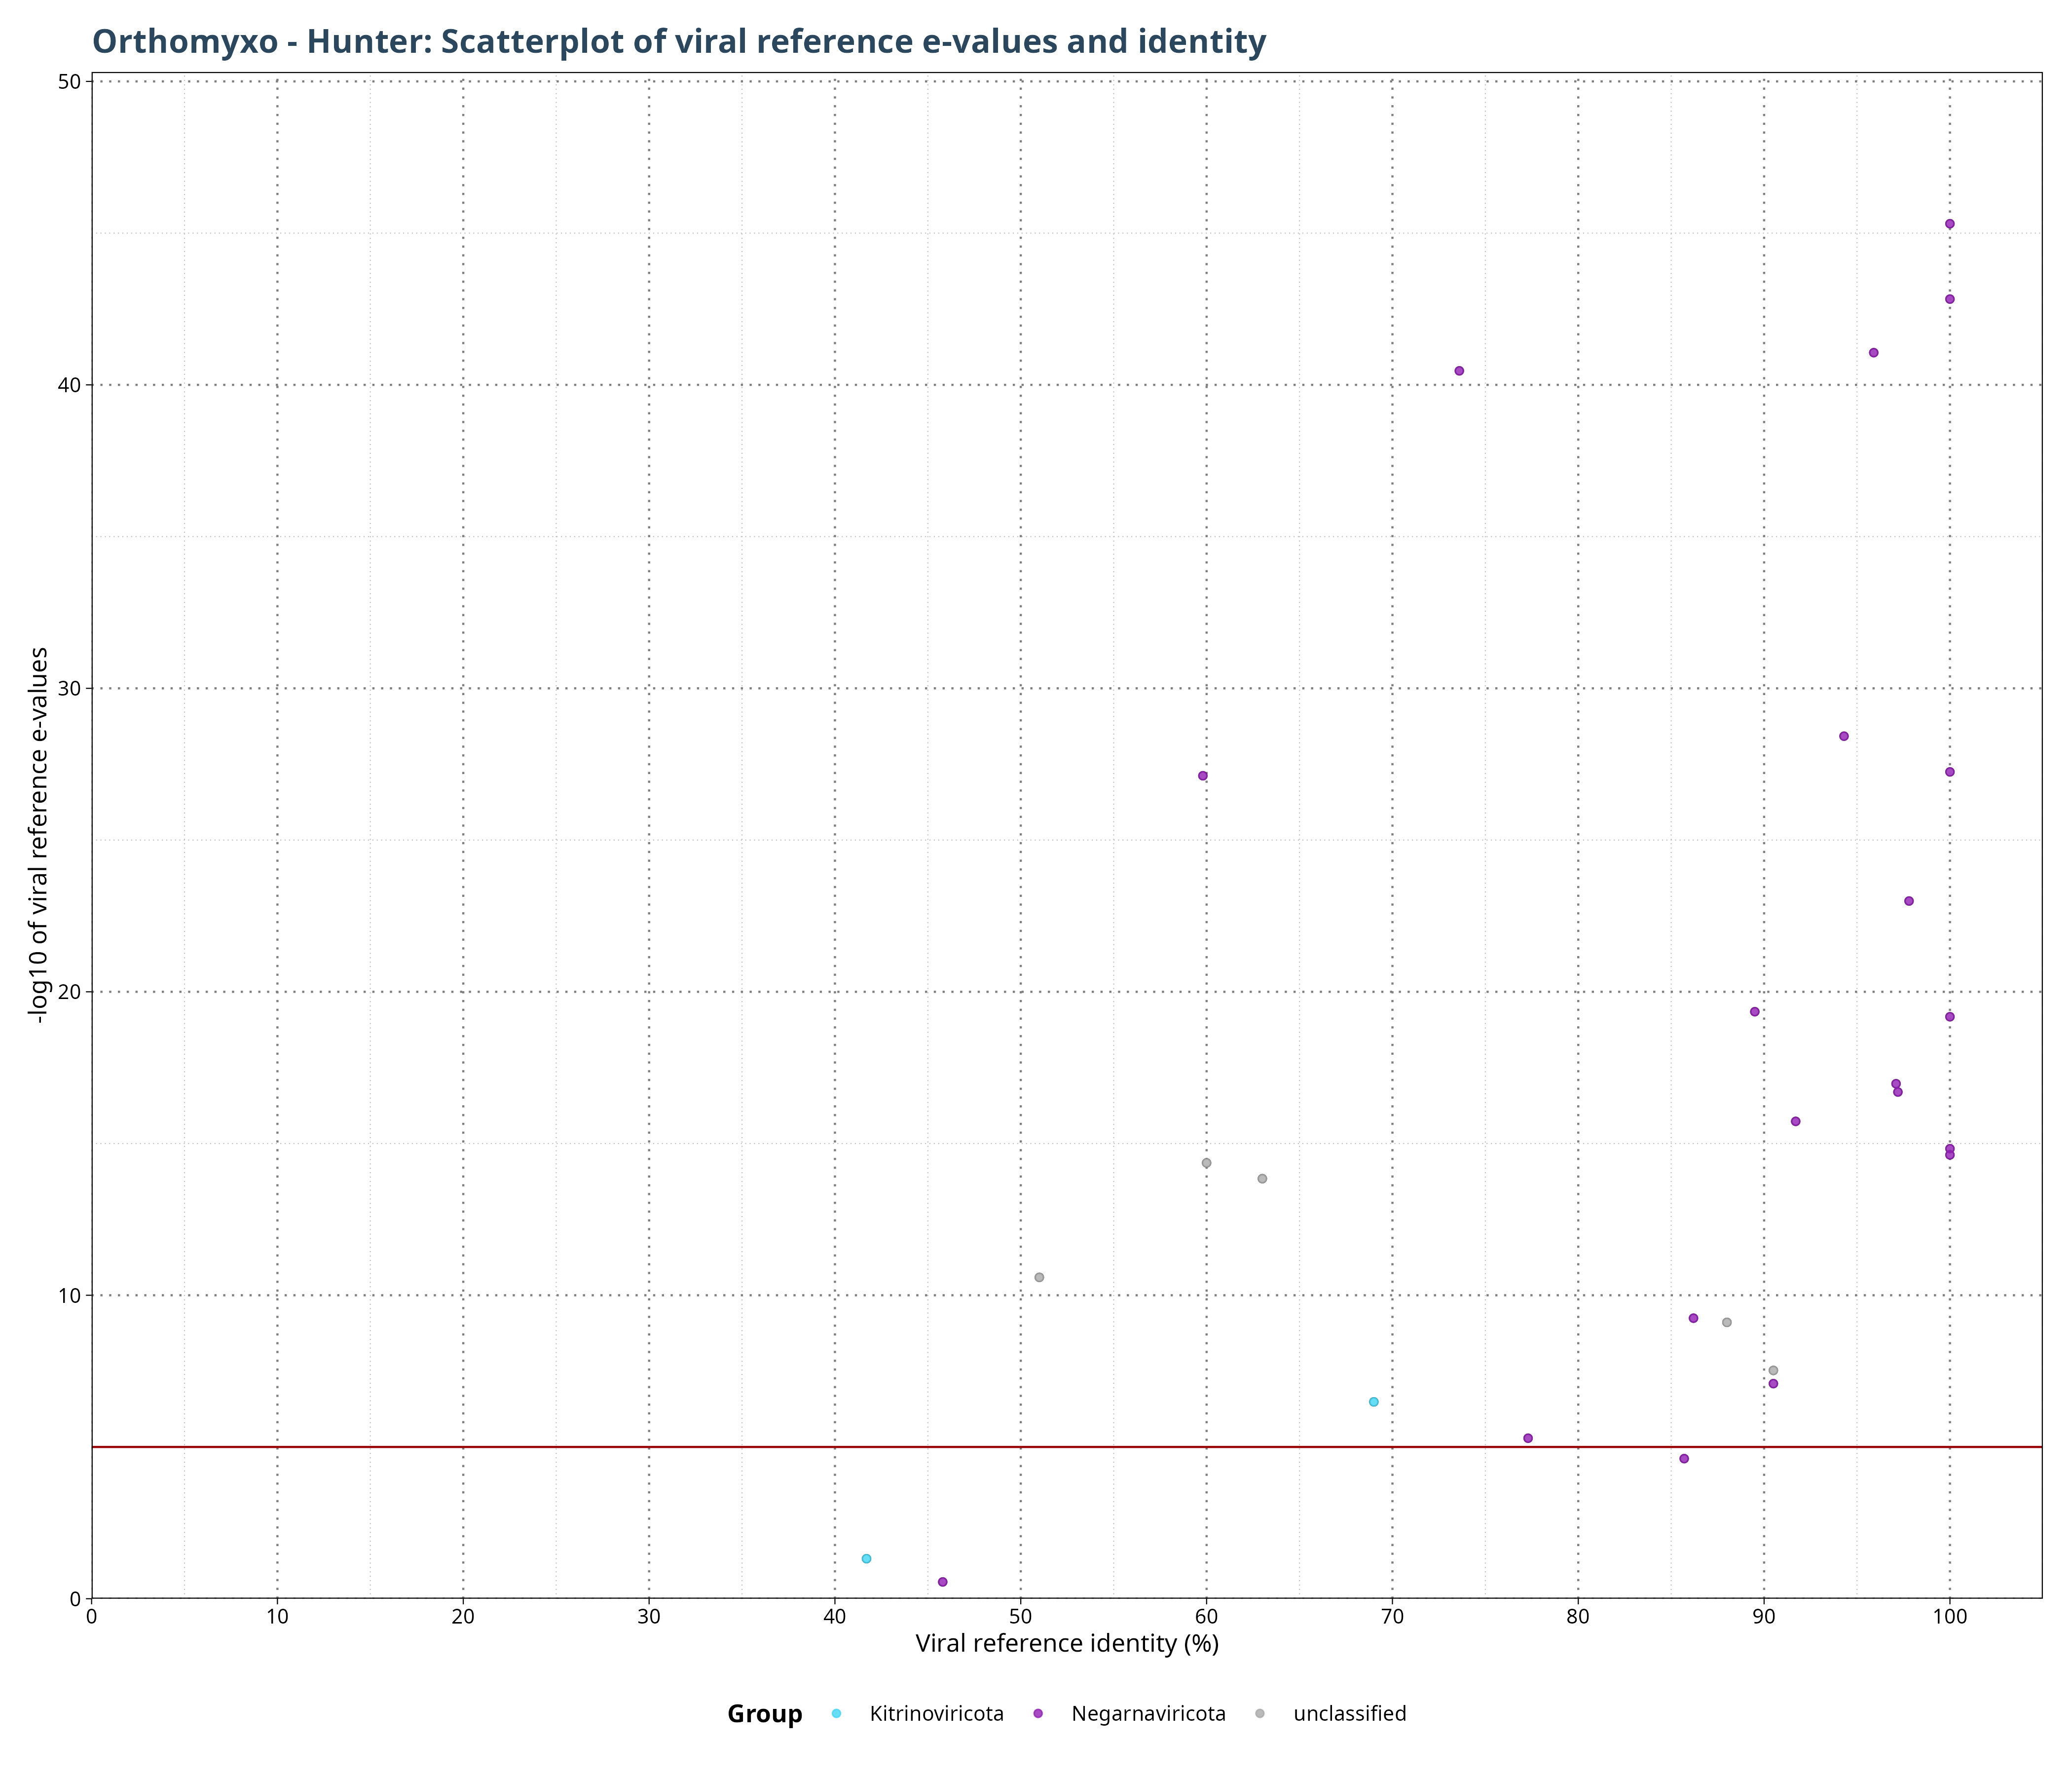 Orthomyxo - Hunter: Scatterplot of viral reference e-values and identity
50
40
30
20
10
0
-log10 of viral reference e-values
0 10 20 30 40 50 60 70 80 90 100
Viral reference identity (%)
Group Kitrinoviricota Negarnaviricota unclassified